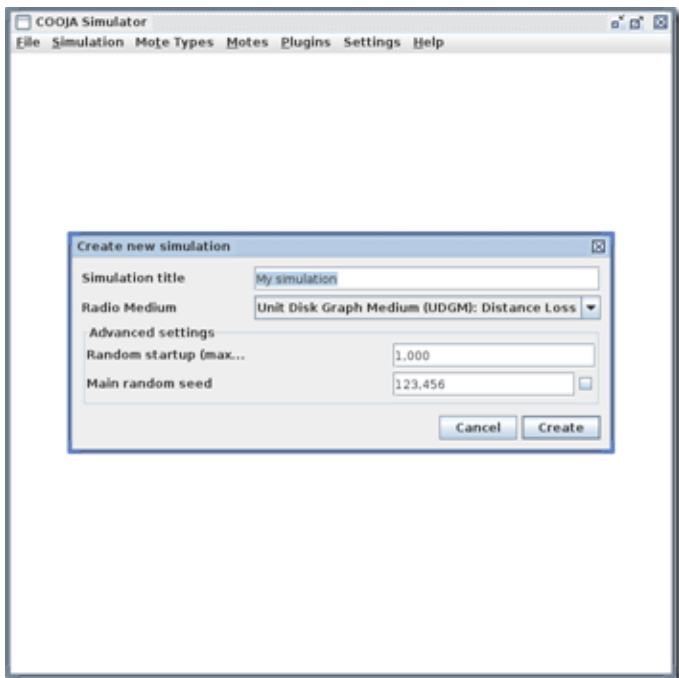 COOJA Simulator
File Simulation Mote Types Motes Plugins Settings Help
Create new simulation
Simulation title My simulation
Radio Medium Unit Disk Graph Medium (UDGM): Distance Loss
Advanced settings
Random startup (max... 1,000
Main random seed 123,456
Cancel Create